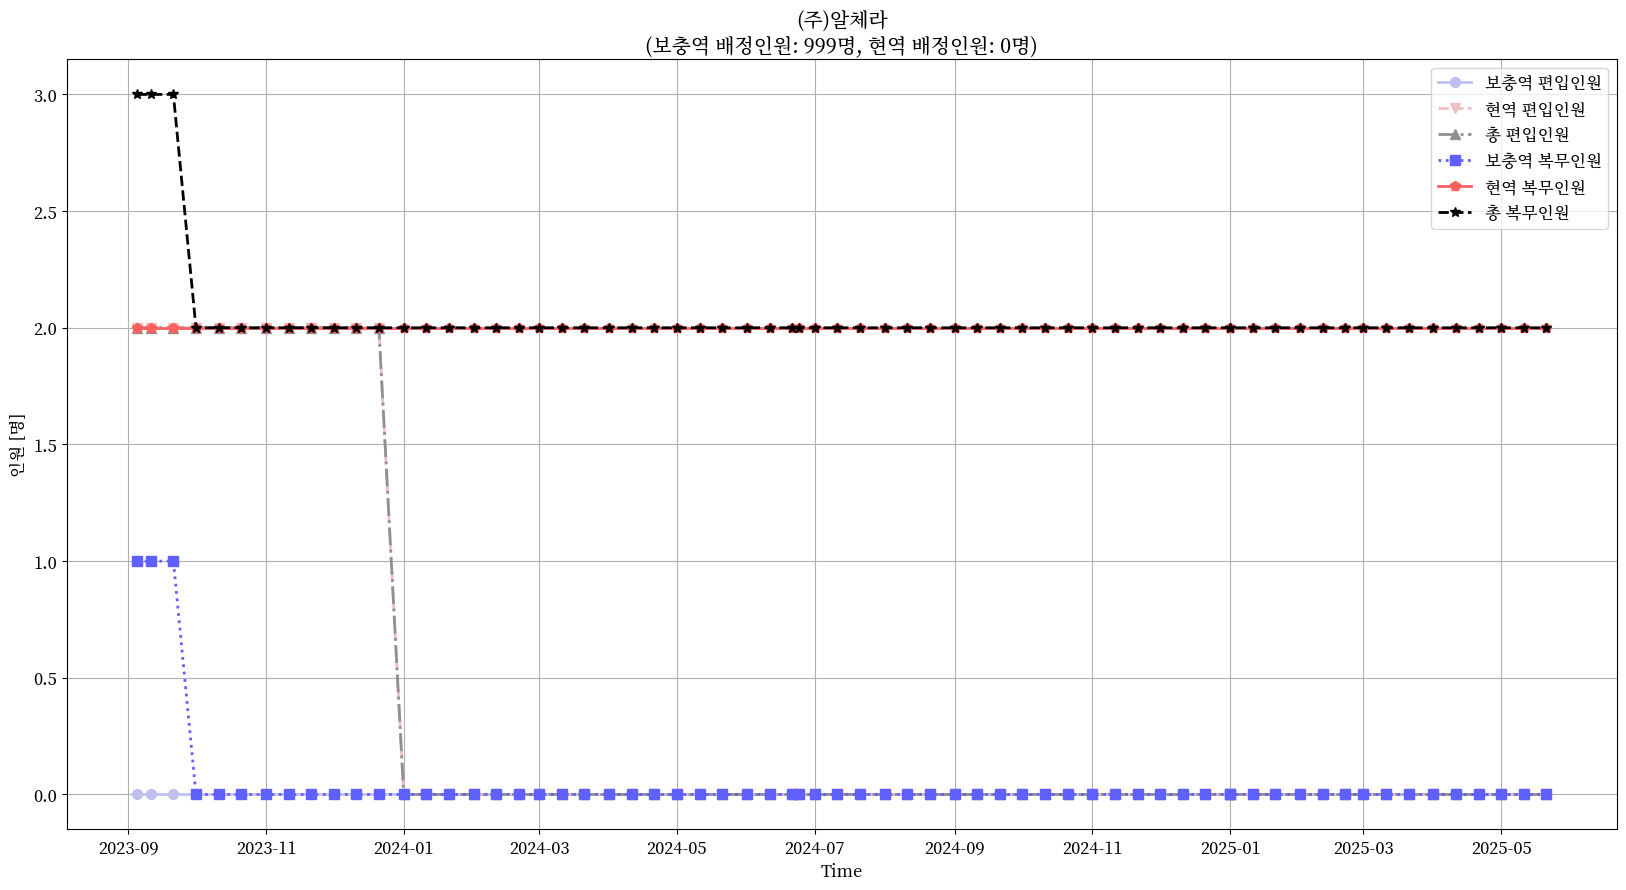 (주)알체라
(보충역 배정인원: 999명, 현역 배정인원: 0명)
보충역 편입인원
현역 편입인원
총 편입인원
보충역 복무인원
현역 복무인원
총 복무인원
인원 [명]
3.0
2.5
2.0
1.5
1.0
0.5
0.0
2023-09 2023-11 2024-01 2024-03 2024-05 2024-07 2024-09 2024-11 2025-01 2025-03 2025-05
Time